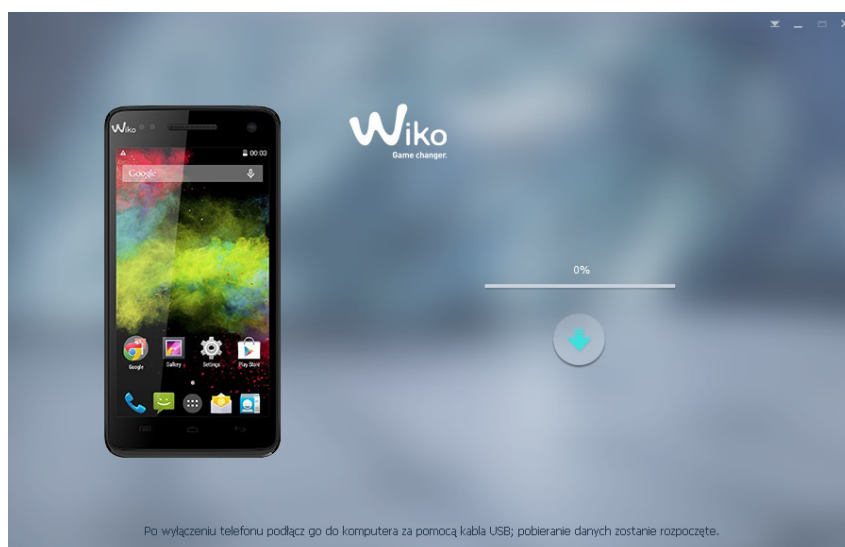 Wiko
Game changer.
Wiko
00:03
Google
0%
Google
Gallery
Settings
Play Store
Po wyłączeniu telefonu podłącz go do komputera za pomocą kabla USB; pobieranie danych zostanie rozpoczęte.